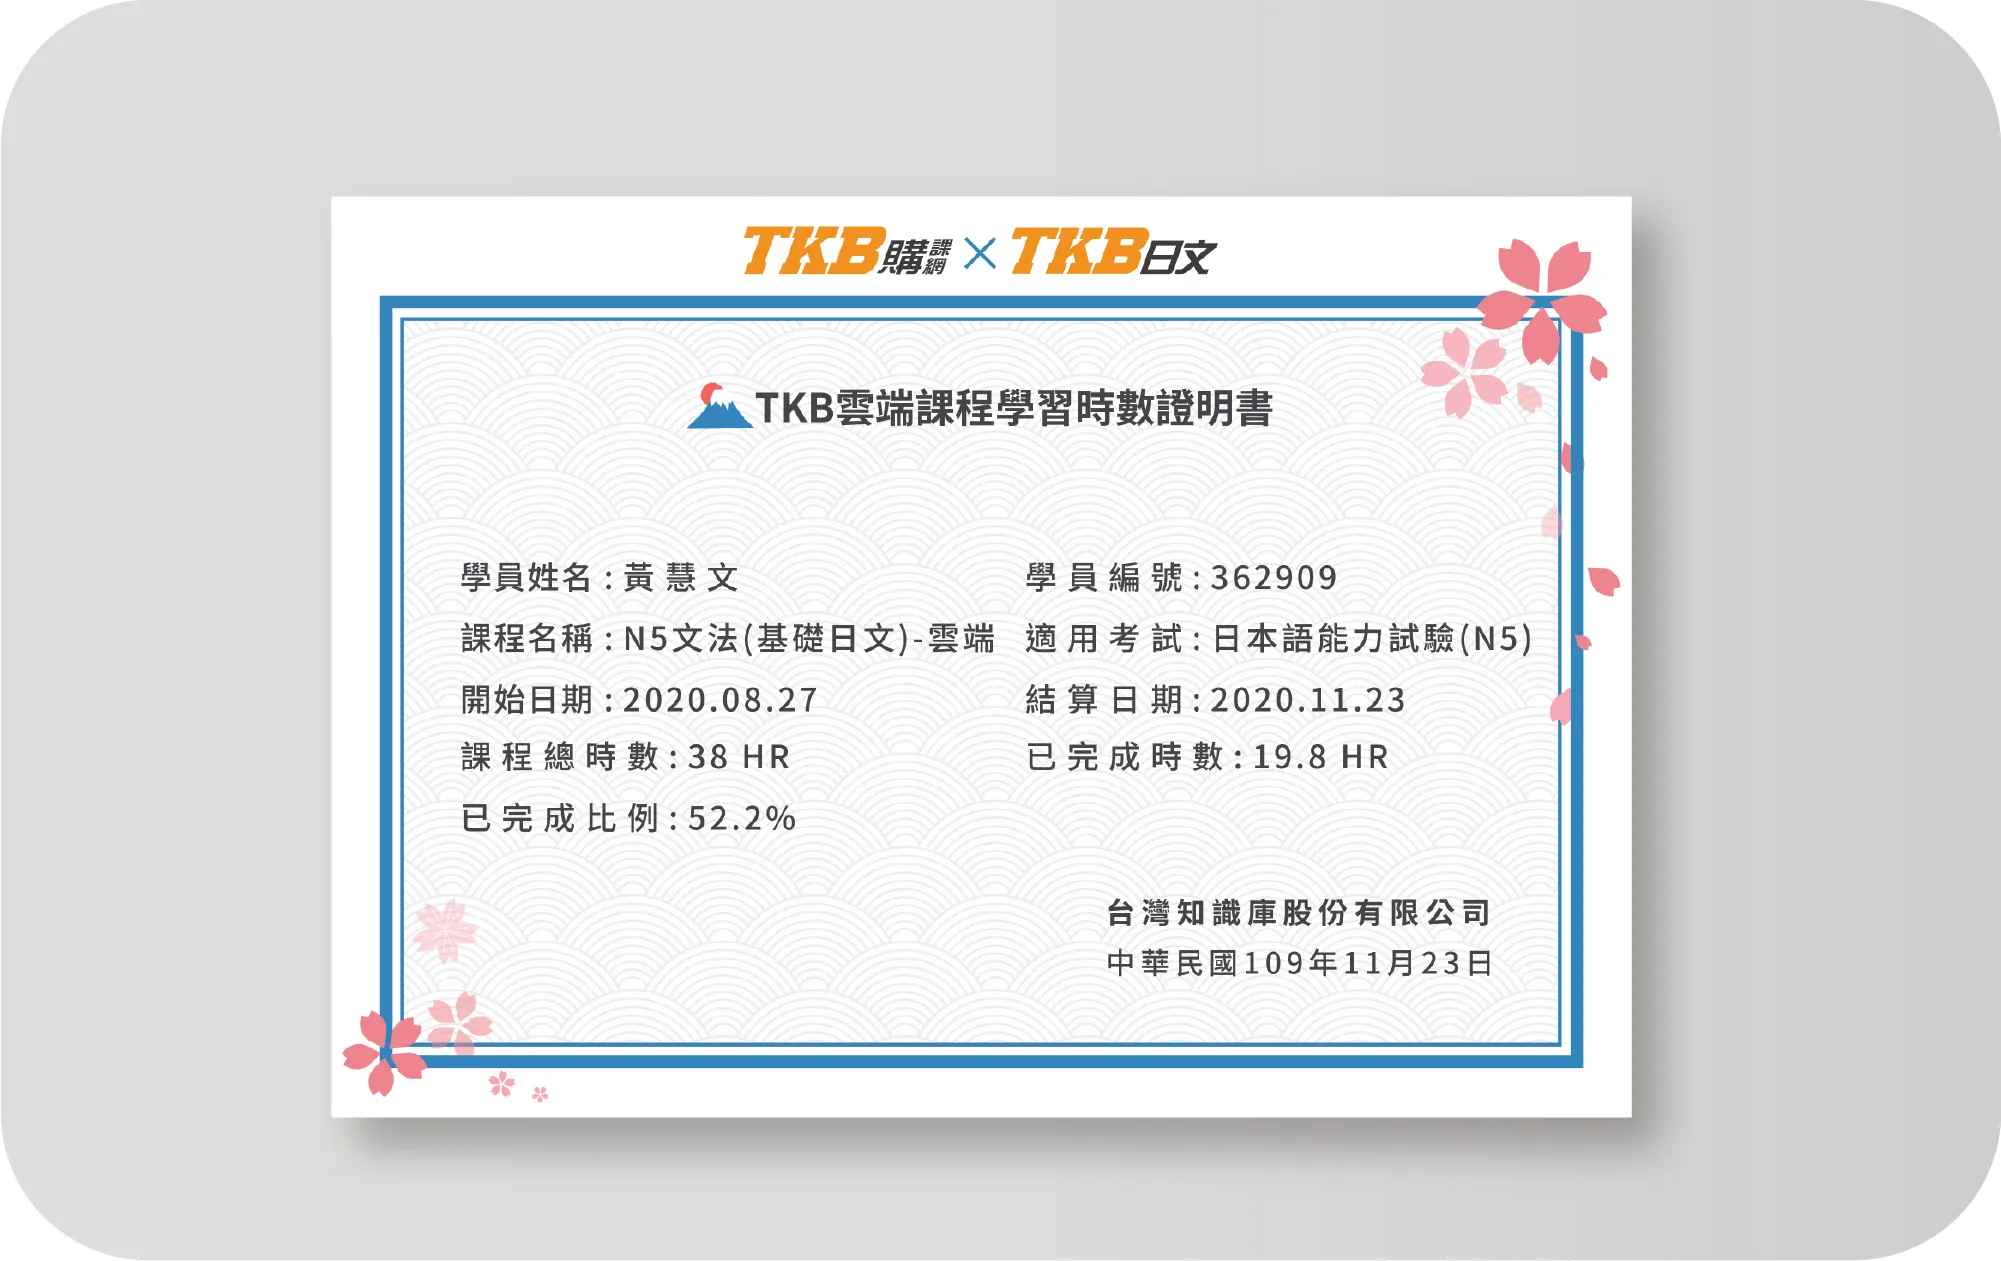 TKB購課網×TKB日文
TKB雲端課程學習時數證明書
學員姓名:黃慧文
學員編號:362909
課程名稱:N5文法(基礎日文)-雲端
適用考試:日本語能力試驗(N5)
開始日期:2020.08.27
結算日期:2020.11.23
課程總時數:38 HR
已完成時數:19.8 HR
已完成比例:52.2%
台灣知識庫股份有限公司
中華民國109年11月23日